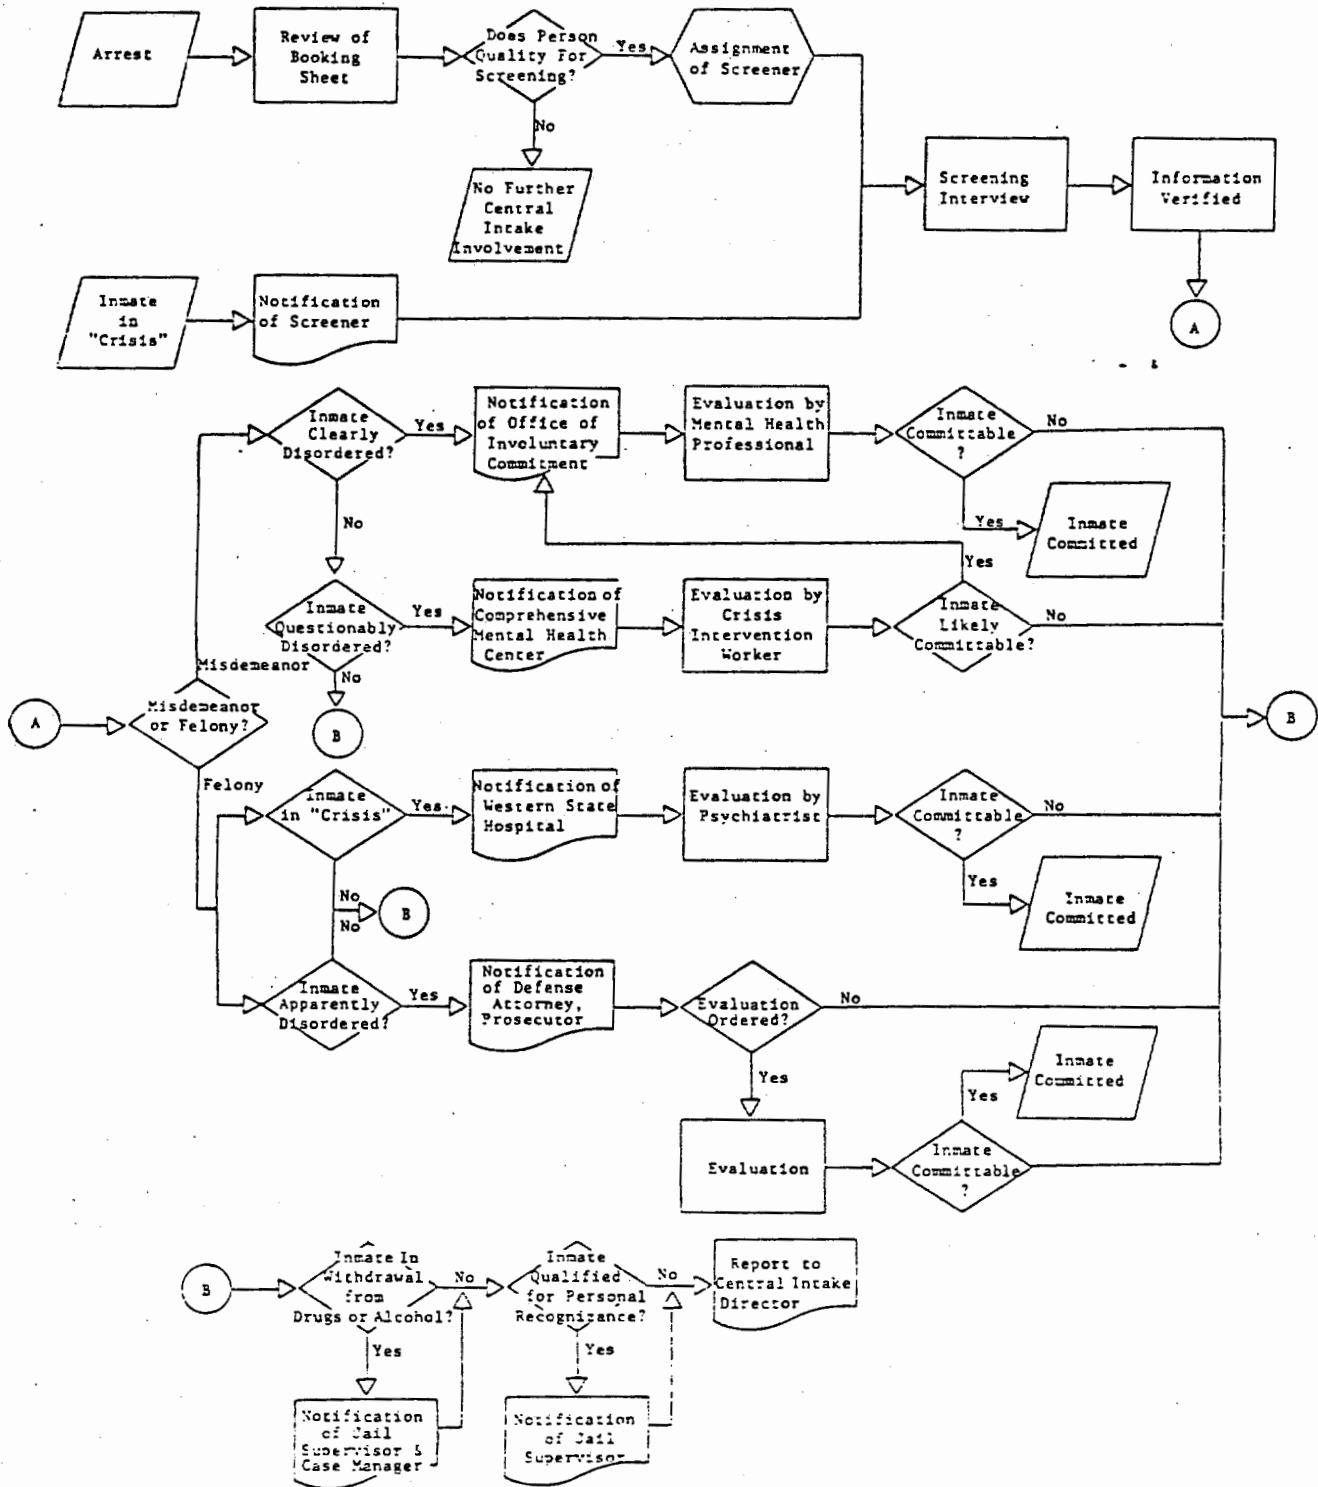 Arrest
Review of
Booking
Sheet
Does Person
Quality For
Screening?
Yes
Assignment
of Screener
No
No Further
Central
Intake
Involvement
Screening
Interview
Information
Verified
Inmate
in
"Crisis"
Notification
of Screener
A
Inmate
Clearly
Disordered?
Yes
Notification
of Office of
Involuntary
Commitment
Evaluation by
Mental Health
Professional
Inmate
Committable
?
No
Yes
Inmate
Committed
No
Yes
Inmate
Questionably
Disordered?
Yes
Notification of
Comprehensive
Mental Health
Center
Evaluation by
Crisis
Intervention
Worker
Inmate
Likely
Committable?
No
Misdemeanor
No
A
Misdemeanor
or Felony?
B
B
Felony
Inmate
in "Crisis"
Yes
Notification of
Western State
Hospital
Evaluation by
Psychiatrist
Inmate
Committable
?
No
Yes
Inmate
Committed
No
B
No
Inmate
Apparently
Disordered?
Yes
Notification
of Defense
Attorney,
Prosecutor
Evaluation
Ordered?
No
Yes
Inmate
Committed
Yes
Evaluation
Inmate
Committable
?
B
Inmate In
Withdrawal
from
Drugs or Alcohol?
No
Inmate
Qualified
for Personal
Recognizance?
No
Report to
Central Intake
Director
Yes
Yes
Notification
of Jail
Supervisor &
Case Manager
Notification
of Jail
Supervisor